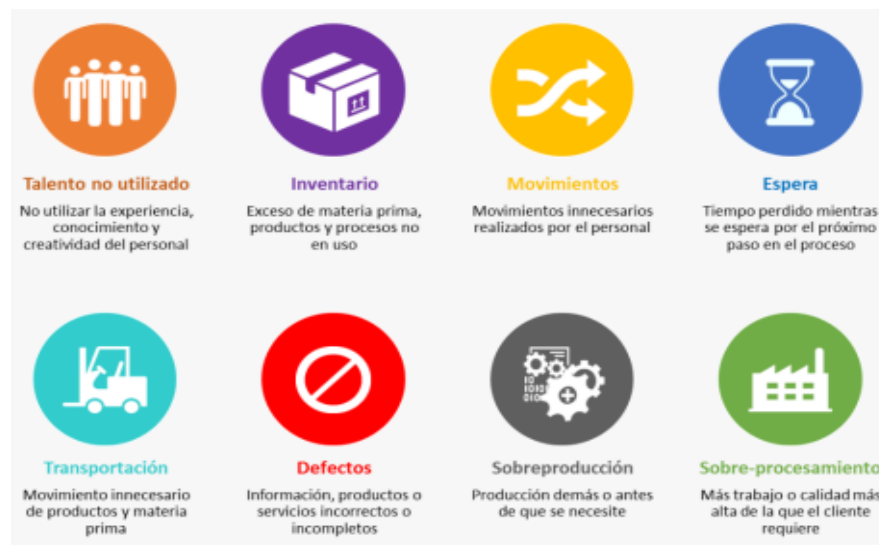 Talento no utilizado
No utilizar la experiencia,
conocimiento y
creatividad del personal
Inventario
Exceso de materia prima,
productos y procesos no
en uso
Movimientos
Movimientos innecesarios
realizados por el personal
Espera
Tiempo perdido mientras
se espera por el próximo
paso en el proceso
Transportación
Movimiento innecesario
de productos y materia
prima
Defectos
Información, productos o
servicios incorrectos o
incompletos
Sobreproducción
Producción demás o antes
de que se necesite
Sobre-procesamiento
Más trabajo o calidad más
alta de la que el cliente
requiere